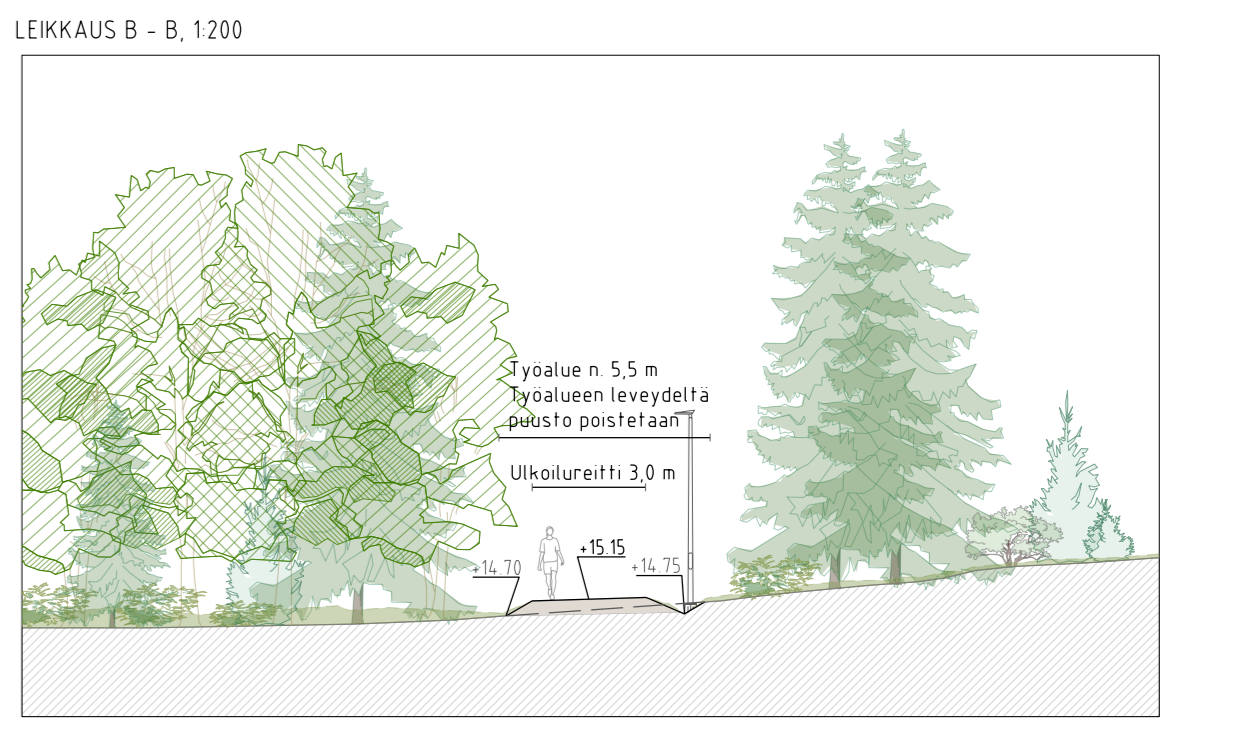 LEIKKAUS B - B, 1:200
Työalue n. 5,5 m
Työalueen leveydeltä
puusto poistetaan
Ulkoilureitti 3,0 m
+15.15
+14.70
+14.75